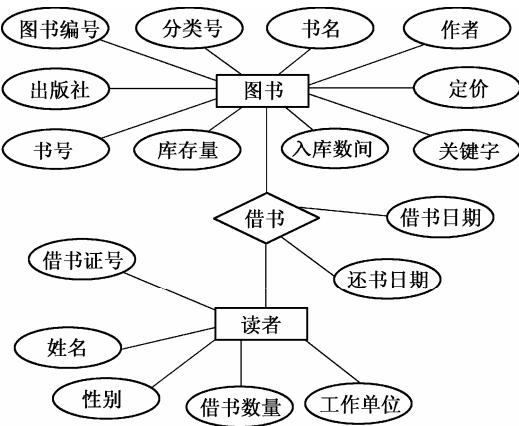 图书编号 分类号 书名 作者
出版社 图书 定价
书号 库存量 入库数间 关键字
借书 借书日期
借书证号 还书日期
读者
姓名
性别 借书数量 工作单位